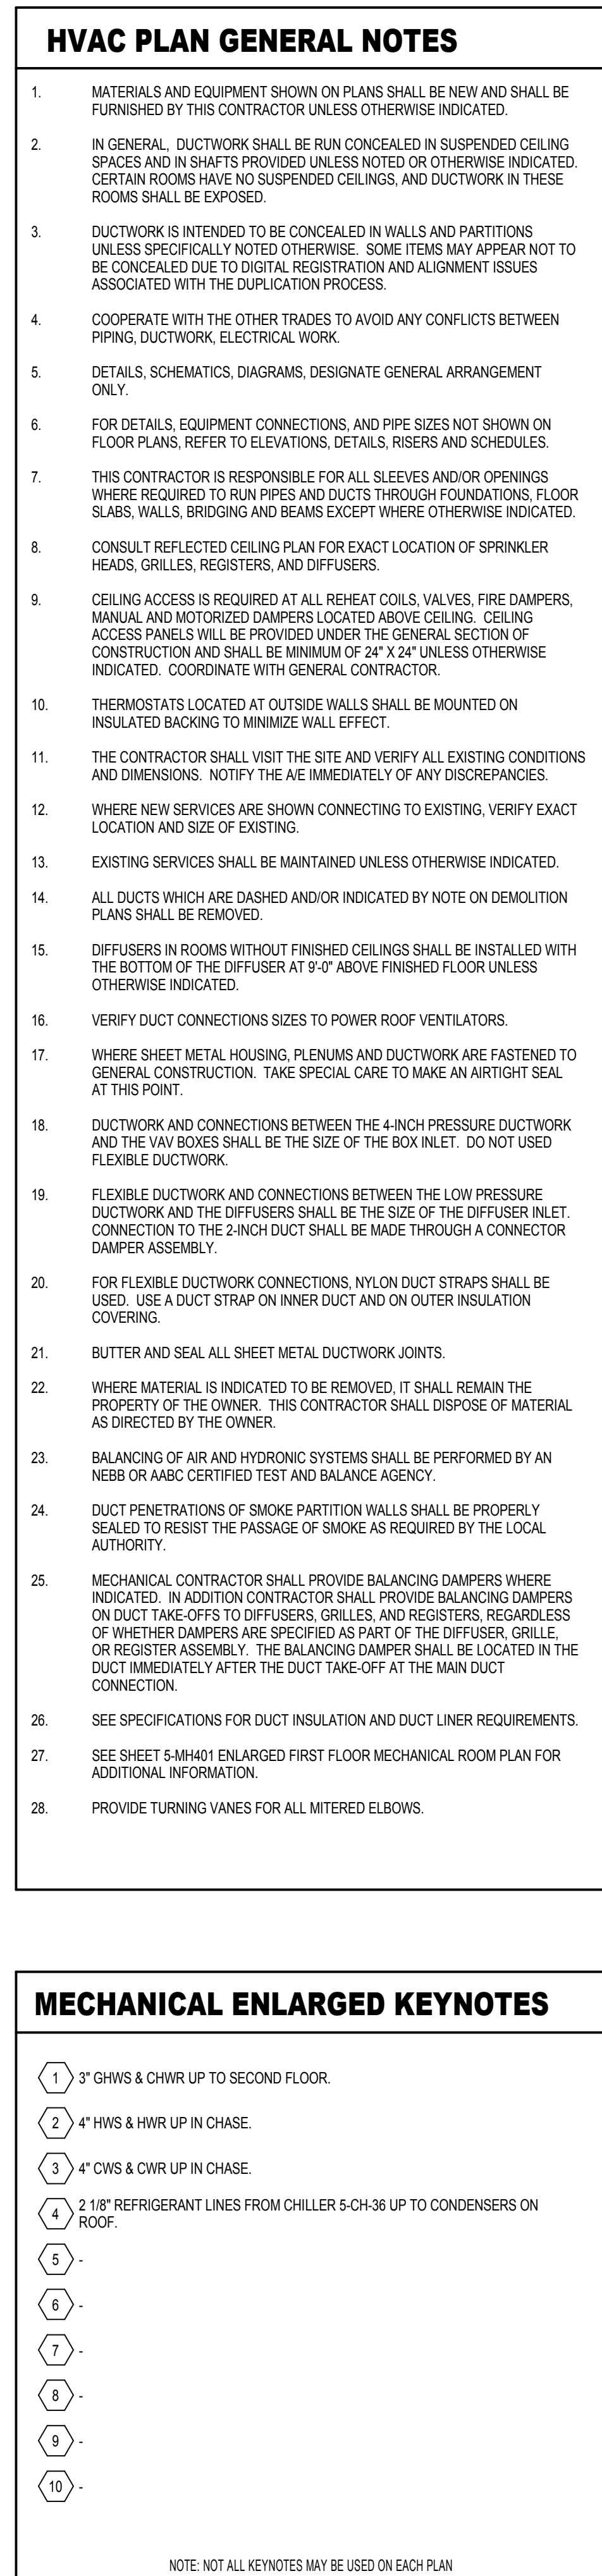 HVAC PLAN GENERAL NOTES
1. MATERIALS AND EQUIPMENT SHOWN ON PLANS SHALL BE NEW AND SHALL BE
FURNISHED BY THIS CONTRACTOR UNLESS OTHERWISE INDICATED.
2. IN GENERAL, DUCTWORK SHALL BE RUN CONCEALED IN SUSPENDED CEILING
SPACES AND IN SHAFTS PROVIDED UNLESS NOTED OR OTHERWISE INDICATED.
CERTAIN ROOMS HAVE NO SUSPENDED CEILINGS, AND DUCTWORK IN THESE
ROOMS SHALL BE EXPOSED.
3. DUCTWORK IS INTENDED TO BE CONCEALED IN WALLS AND PARTITIONS
UNLESS SPECIFICALLY NOTED OTHERWISE. SOME ITEMS MAY APPEAR NOT TO
BE CONCEALED DUE TO DIGITAL REGISTRATION AND ALIGNMENT ISSUES
ASSOCIATED WITH THE DUPLICATION PROCESS.
4. COOPERATE WITH THE OTHER TRADES TO AVOID ANY CONFLICTS BETWEEN
PIPING, DUCTWORK, ELECTRICAL WORK.
5. DETAILS, SCHEMATICS, DIAGRAMS, DESIGNATE GENERAL ARRANGEMENT
ONLY.
6. FOR DETAILS, EQUIPMENT CONNECTIONS, AND PIPE SIZES NOT SHOWN ON
FLOOR PLANS, REFER TO ELEVATIONS, DETAILS, RISERS AND SCHEDULES.
7. THIS CONTRACTOR IS RESPONSIBLE FOR ALL SLEEVES AND/OR OPENINGS
WHERE REQUIRED TO RUN PIPES AND DUCTS THROUGH FOUNDATIONS, FLOOR
SLABS, WALLS, BRIDGING AND BEAMS EXCEPT WHERE OTHERWISE INDICATED.
8. CONSULT REFLECTED CEILING PLAN FOR EXACT LOCATION OF SPRINKLER
HEADS, GRILLES, REGISTERS, AND DIFFUSERS.
9. CEILING ACCESS IS REQUIRED AT ALL REHEAT COILS, VALVES, FIRE DAMPERS,
MANUAL AND MOTORIZED DAMPERS LOCATED ABOVE CEILING. CEILING
ACCESS PANELS WILL BE PROVIDED UNDER THE GENERAL SECTION OF
CONSTRUCTION AND SHALL BE MINIMUM OF 24" X 24" UNLESS OTHERWISE
INDICATED. COORDINATE WITH GENERAL CONTRACTOR.
10. THERMOSTATS LOCATED AT OUTSIDE WALLS SHALL BE MOUNTED ON
INSULATED BACKING TO MINIMIZE WALL EFFECT.
11. THE CONTRACTOR SHALL VISIT THE SITE AND VERIFY ALL EXISTING CONDITIONS
AND DIMENSIONS. NOTIFY THE A/E IMMEDIATELY OF ANY DISCREPANCIES.
12. WHERE NEW SERVICES ARE SHOWN CONNECTING TO EXISTING, VERIFY EXACT
LOCATION AND SIZE OF EXISTING.
13. EXISTING SERVICES SHALL BE MAINTAINED UNLESS OTHERWISE INDICATED.
14. ALL DUCTS WHICH ARE DASHED AND/OR INDICATED BY NOTE ON DEMOLITION
PLANS SHALL BE REMOVED.
15. DIFFUSERS IN ROOMS WITHOUT FINISHED CEILINGS SHALL BE INSTALLED WITH
THE BOTTOM OF THE DIFFUSER AT 9'-0" ABOVE FINISHED FLOOR UNLESS
OTHERWISE INDICATED.
16. VERIFY DUCT CONNECTIONS SIZES TO POWER ROOF VENTILATORS.
17. WHERE SHEET METAL HOUSING, PLENUMS AND DUCTWORK ARE FASTENED TO
GENERAL CONSTRUCTION. TAKE SPECIAL CARE TO MAKE AN AIRTIGHT SEAL
AT THIS POINT.
18. DUCTWORK AND CONNECTIONS BETWEEN THE 4-INCH PRESSURE DUCTWORK
AND THE VAV BOXES SHALL BE THE SIZE OF THE BOX INLET. DO NOT USED
FLEXIBLE DUCTWORK.
19. FLEXIBLE DUCTWORK AND CONNECTIONS BETWEEN THE LOW PRESSURE
DUCTWORK AND THE DIFFUSERS SHALL BE THE SIZE OF THE DIFFUSER INLET.
CONNECTION TO THE 2-INCH DUCT SHALL BE MADE THROUGH A CONNECTOR
DAMPER ASSEMBLY.
20. FOR FLEXIBLE DUCTWORK CONNECTIONS, NYLON DUCT STRAPS SHALL BE
USED. USE A DUCT STRAP ON INNER DUCT AND ON OUTER INSULATION
COVERING.
21. BUTTER AND SEAL ALL SHEET METAL DUCTWORK JOINTS.
22. WHERE MATERIAL IS INDICATED TO BE REMOVED, IT SHALL REMAIN THE
PROPERTY OF THE OWNER. THIS CONTRACTOR SHALL DISPOSE OF MATERIAL
AS DIRECTED BY THE OWNER.
23. BALANCING OF AIR AND HYDRONIC SYSTEMS SHALL BE PERFORMED BY AN
NEBB OR AABC CERTIFIED TEST AND BALANCE AGENCY.
24. DUCT PENETRATIONS OF SMOKE PARTITION WALLS SHALL BE PROPERLY
SEALED TO RESIST THE PASSAGE OF SMOKE AS REQUIRED BY THE LOCAL
AUTHORITY.
25. MECHANICAL CONTRACTOR SHALL PROVIDE BALANCING DAMPERS WHERE
INDICATED. IN ADDITION CONTRACTOR SHALL PROVIDE BALANCING DAMPERS
ON DUCT TAKE-OFFS TO DIFFUSERS, GRILLES, AND REGISTERS, REGARDLESS
OF WHETHER DAMPERS ARE SPECIFIED AS PART OF THE DIFFUSER, GRILLE,
OR REGISTER ASSEMBLY. THE BALANCING DAMPER SHALL BE LOCATED IN THE
DUCT IMMEDIATELY AFTER THE DUCT TAKE-OFF AT THE MAIN DUCT
CONNECTION.
26. SEE SPECIFICATIONS FOR DUCT INSULATION AND DUCT LINER REQUIREMENTS.
27. SEE SHEET 5-MH401 ENLARGED FIRST FLOOR MECHANICAL ROOM PLAN FOR
ADDITIONAL INFORMATION.
28. PROVIDE TURNING VANES FOR ALL MITERED ELBOWS.
MECHANICAL ENLARGED KEYNOTES
1 3" GHWS & CHWR UP TO SECOND FLOOR.
2 4" HWS & HWR UP IN CHASE.
3 4" CWS & CWR UP IN CHASE.
4 2 1/8" REFRIGERANT LINES FROM CHILLER 5-CH-36 UP TO CONDENSERS ON
ROOF.
5 -
6 -
7 -
8 -
9 -
10 -
NOTE: NOT ALL KEYNOTES MAY BE USED ON EACH PLAN